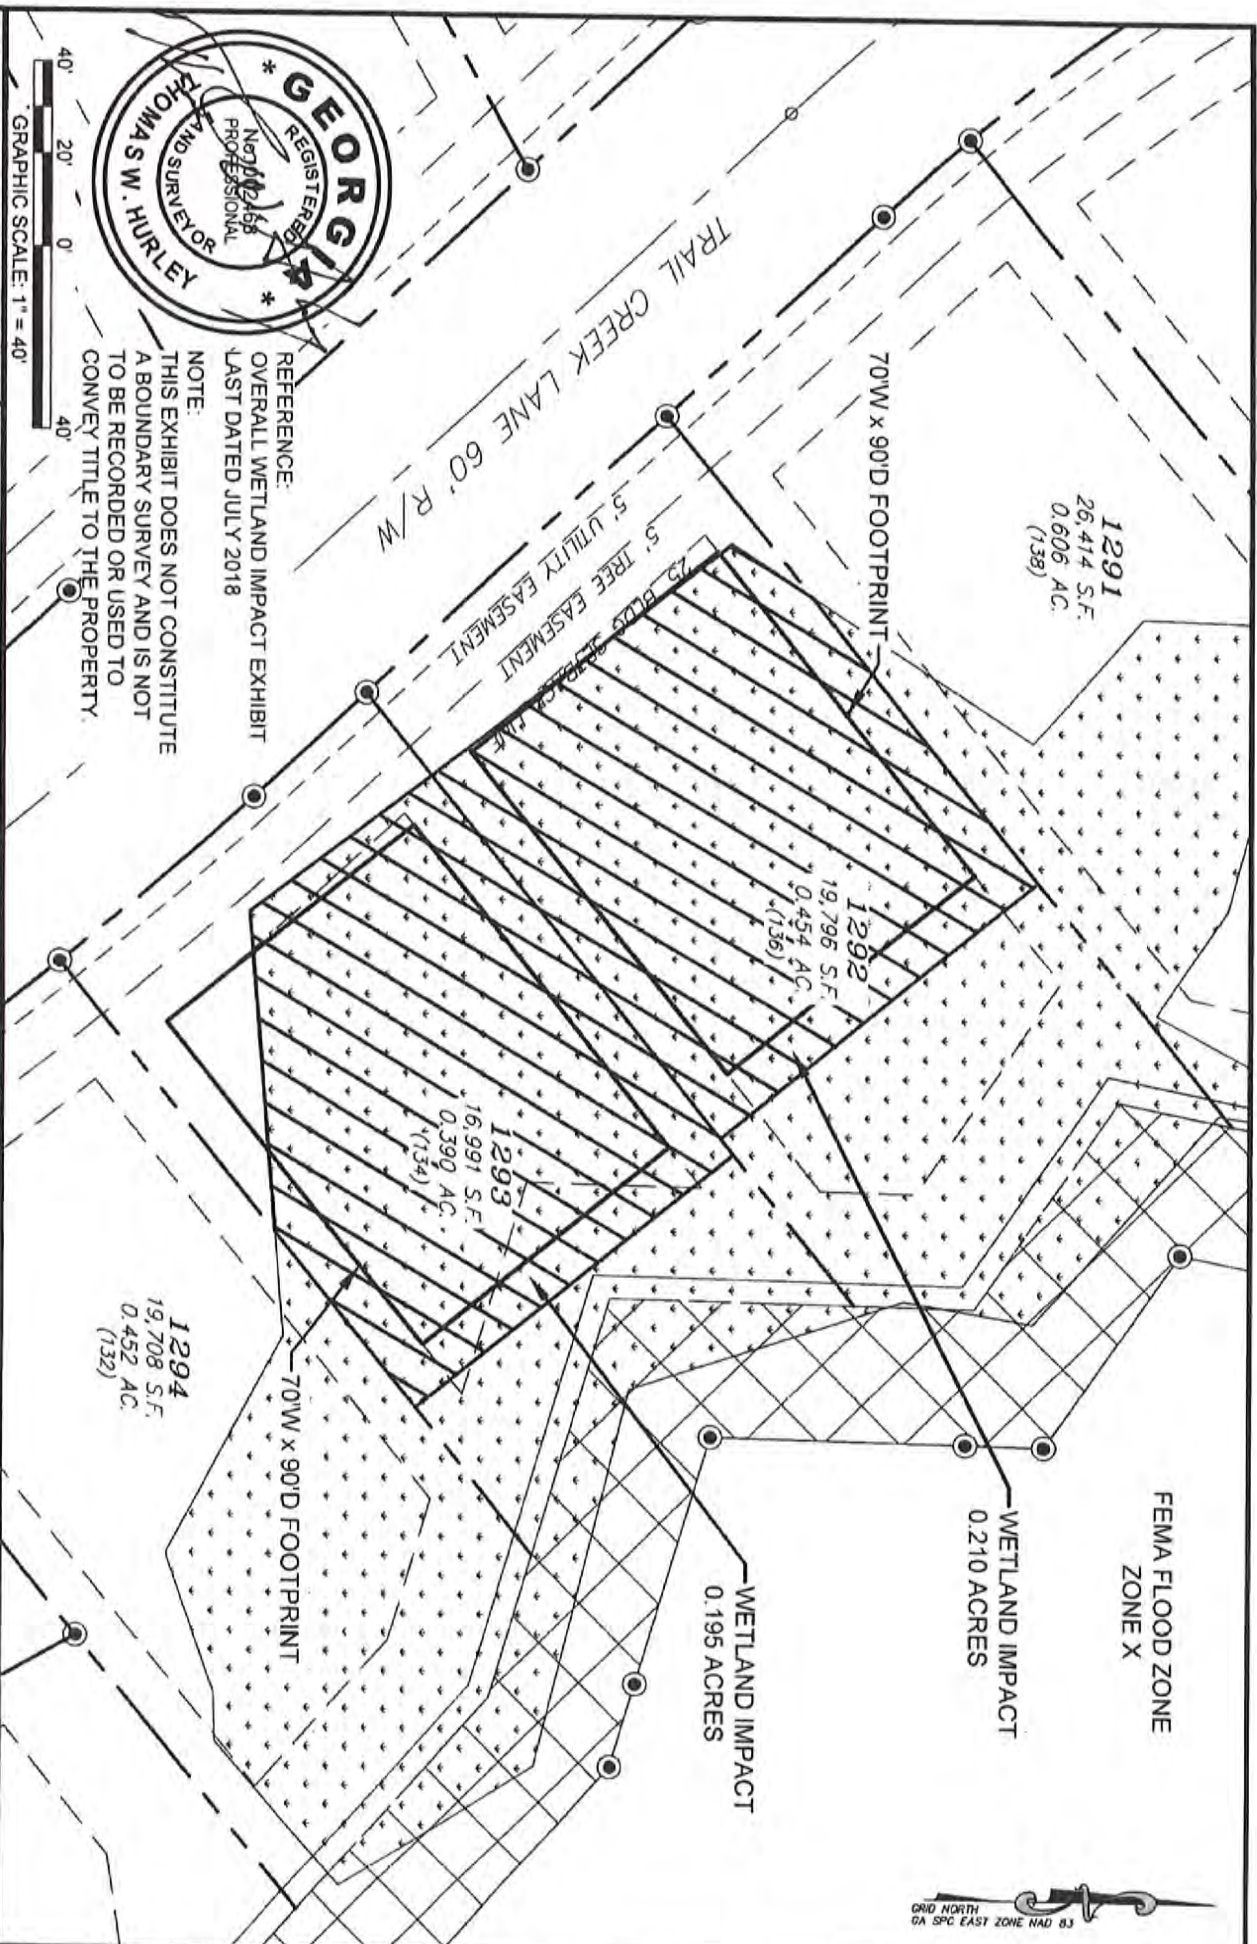 FEMA FLOOD ZONE
ZONE X
GRID NORTH
GA SPC EAST ZONE NAD 83
1291
26,414 S.F.
0.606 AC.
(138)
70'W x 90'D FOOTPRINT
1292
19,796 S.F.
0.454 AC.
(136)
WETLAND IMPACT
0.210 ACRES
TRAIL CREEK LANE 60' R/W
5' UTILITY EASEMENT
5' TREE EASEMENT
25' BLDG SETBACK LINE
1293
16,991 S.F.
0.390 AC.
(134)
WETLAND IMPACT
0.195 ACRES
70'W x 90'D FOOTPRINT
1294
19,708 S.F.
0.452 AC.
(132)
GEORGIA
REGISTERED
PROFESSIONAL
LAND SURVEYOR
THOMAS W. HURLEY
REFERENCE:
OVERALL WETLAND IMPACT EXHIBIT
LAST DATED JULY 2018
NOTE:
THIS EXHIBIT DOES NOT CONSTITUTE
A BOUNDARY SURVEY AND IS NOT
TO BE RECORDED OR USED TO
CONVEY TITLE TO THE PROPERTY.
40' 20' 0' 40'
GRAPHIC SCALE: 1" = 40'